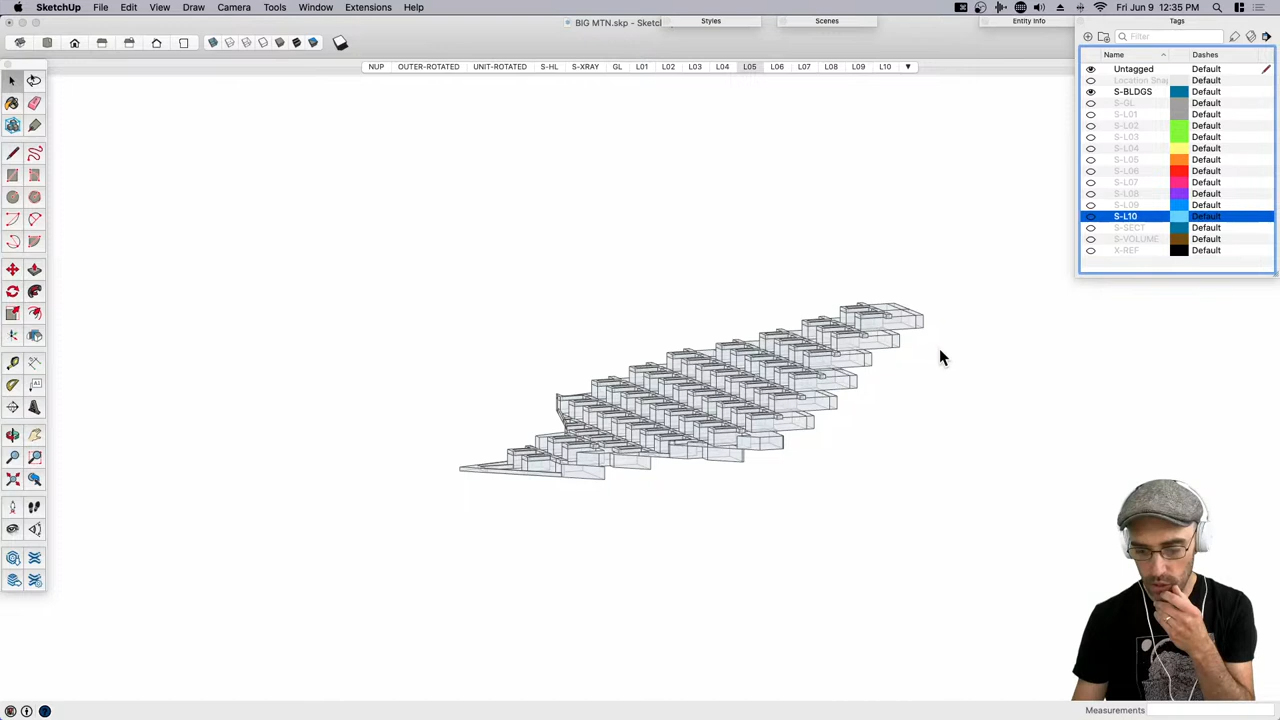 SketchUp File Edit View Draw Camera Tools Window Extensions Help
Fri Jun 9 12:35 PM
BIG MTN.skp - Sketch
Styles
Scenes
Entity Info
Tags
Filter
Name Dashes
NUP OUTER-ROTATED UNIT-ROTATED S-HL S-XRAY GL L01 L02 L03 L04 L05 L06 L07 L08 L09 L10
Untagged Default
Location Snap Default
S-BLDGS Default
S-GL Default
S-L01 Default
S-L02 Default
S-L03 Default
S-L04 Default
S-L05 Default
S-L06 Default
S-L07 Default
S-L08 Default
S-L09 Default
S-L10 Default
S-SECT Default
S-VOLUME Default
X-REF Default
Measurements